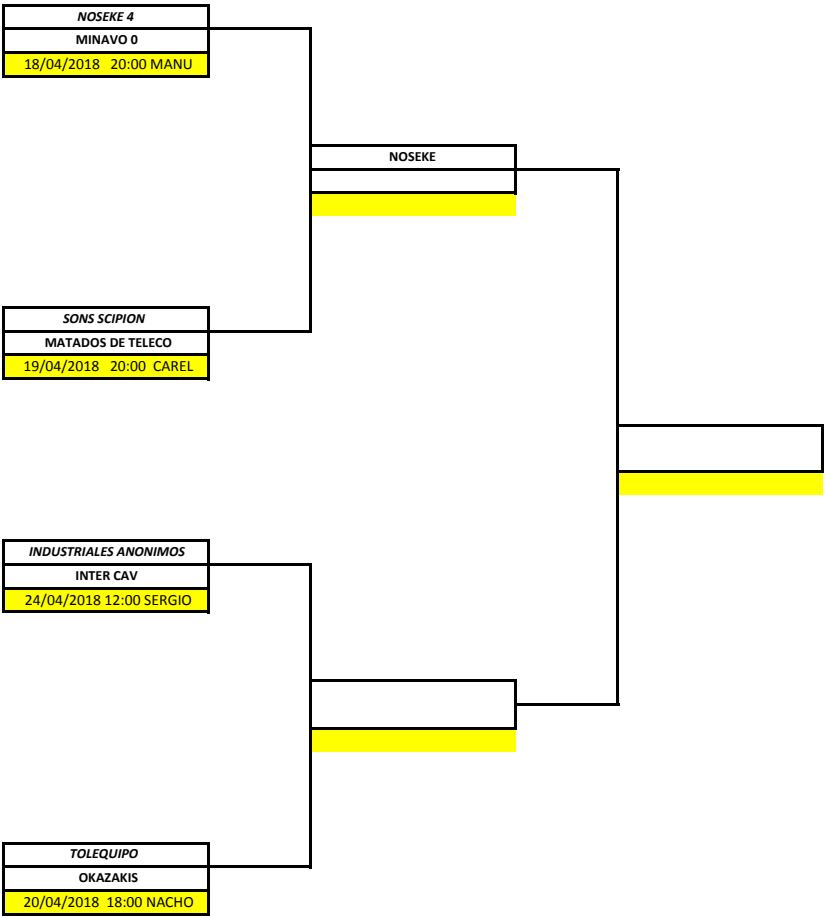 NOSEKE 4
MINAVO 0
18/04/2018 20:00 MANU
NOSEKE
SONS SCIPION
MATADOS DE TELECO
19/04/2018 20:00 CAREL
INDUSTRIALES ANONIMOS
INTER CAV
24/04/2018 12:00 SERGIO
TOLEQUIPO
OKAZAKIS
20/04/2018 18:00 NACHO